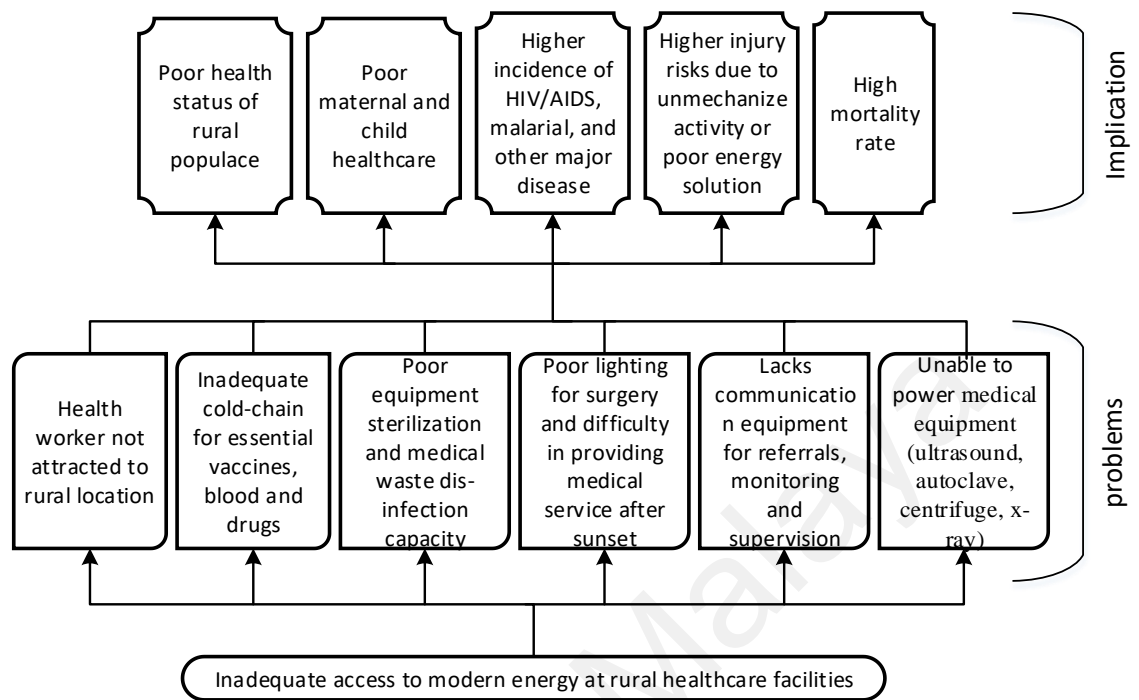 Poor health
status of
rural
populace
Poor
maternal and
child
healthcare
Higher
incidence of
HIV/AIDS,
malarial, and
other major
disease
Higher injury
risks due to
unmechanize
activity or
poor energy
solution
High
mortality
rate
Implication
Health
worker not
attracted to
rural location
Inadequate
cold-chain
for essential
vaccines,
blood and
drugs
Poor
equipment
sterilization
and medical
waste dis-
infection
capacity
Poor lighting
for surgery
and difficulty
in providing
medical
service after
sunset
Lacks
communicatio
n equipment
for referrals,
monitoring
and
supervision
Unable to
power medical
equipment
(ultrasound,
autoclave,
centrifuge, x-
ray)
problems
Inadequate access to modern energy at rural healthcare facilities
Malaya